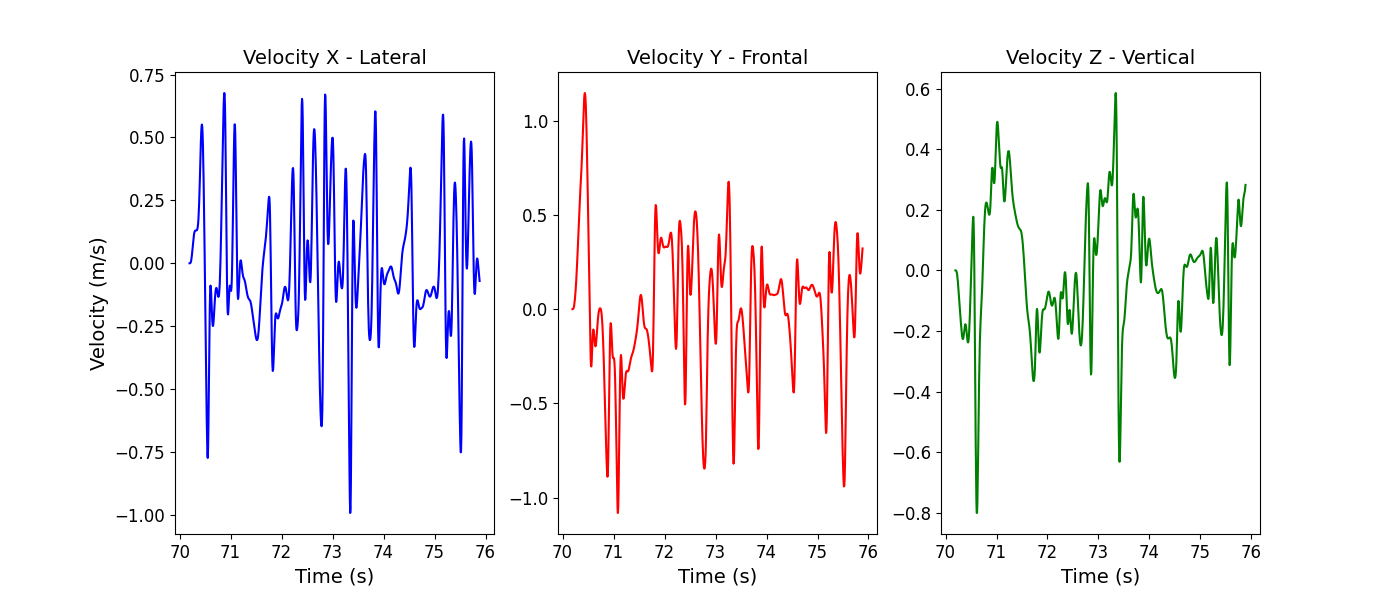 Velocity X - Lateral
Velocity Y - Frontal
Velocity Z - Vertical
Velocity (m/s)
0.75
0.50
0.25
0.00
−0.25
−0.50
−0.75
−1.00
70 71 72 73 74 75 76
Time (s)
1.0
0.5
0.0
−0.5
−1.0
70 71 72 73 74 75 76
Time (s)
0.6
0.4
0.2
0.0
−0.2
−0.4
−0.6
−0.8
70 71 72 73 74 75 76
Time (s)